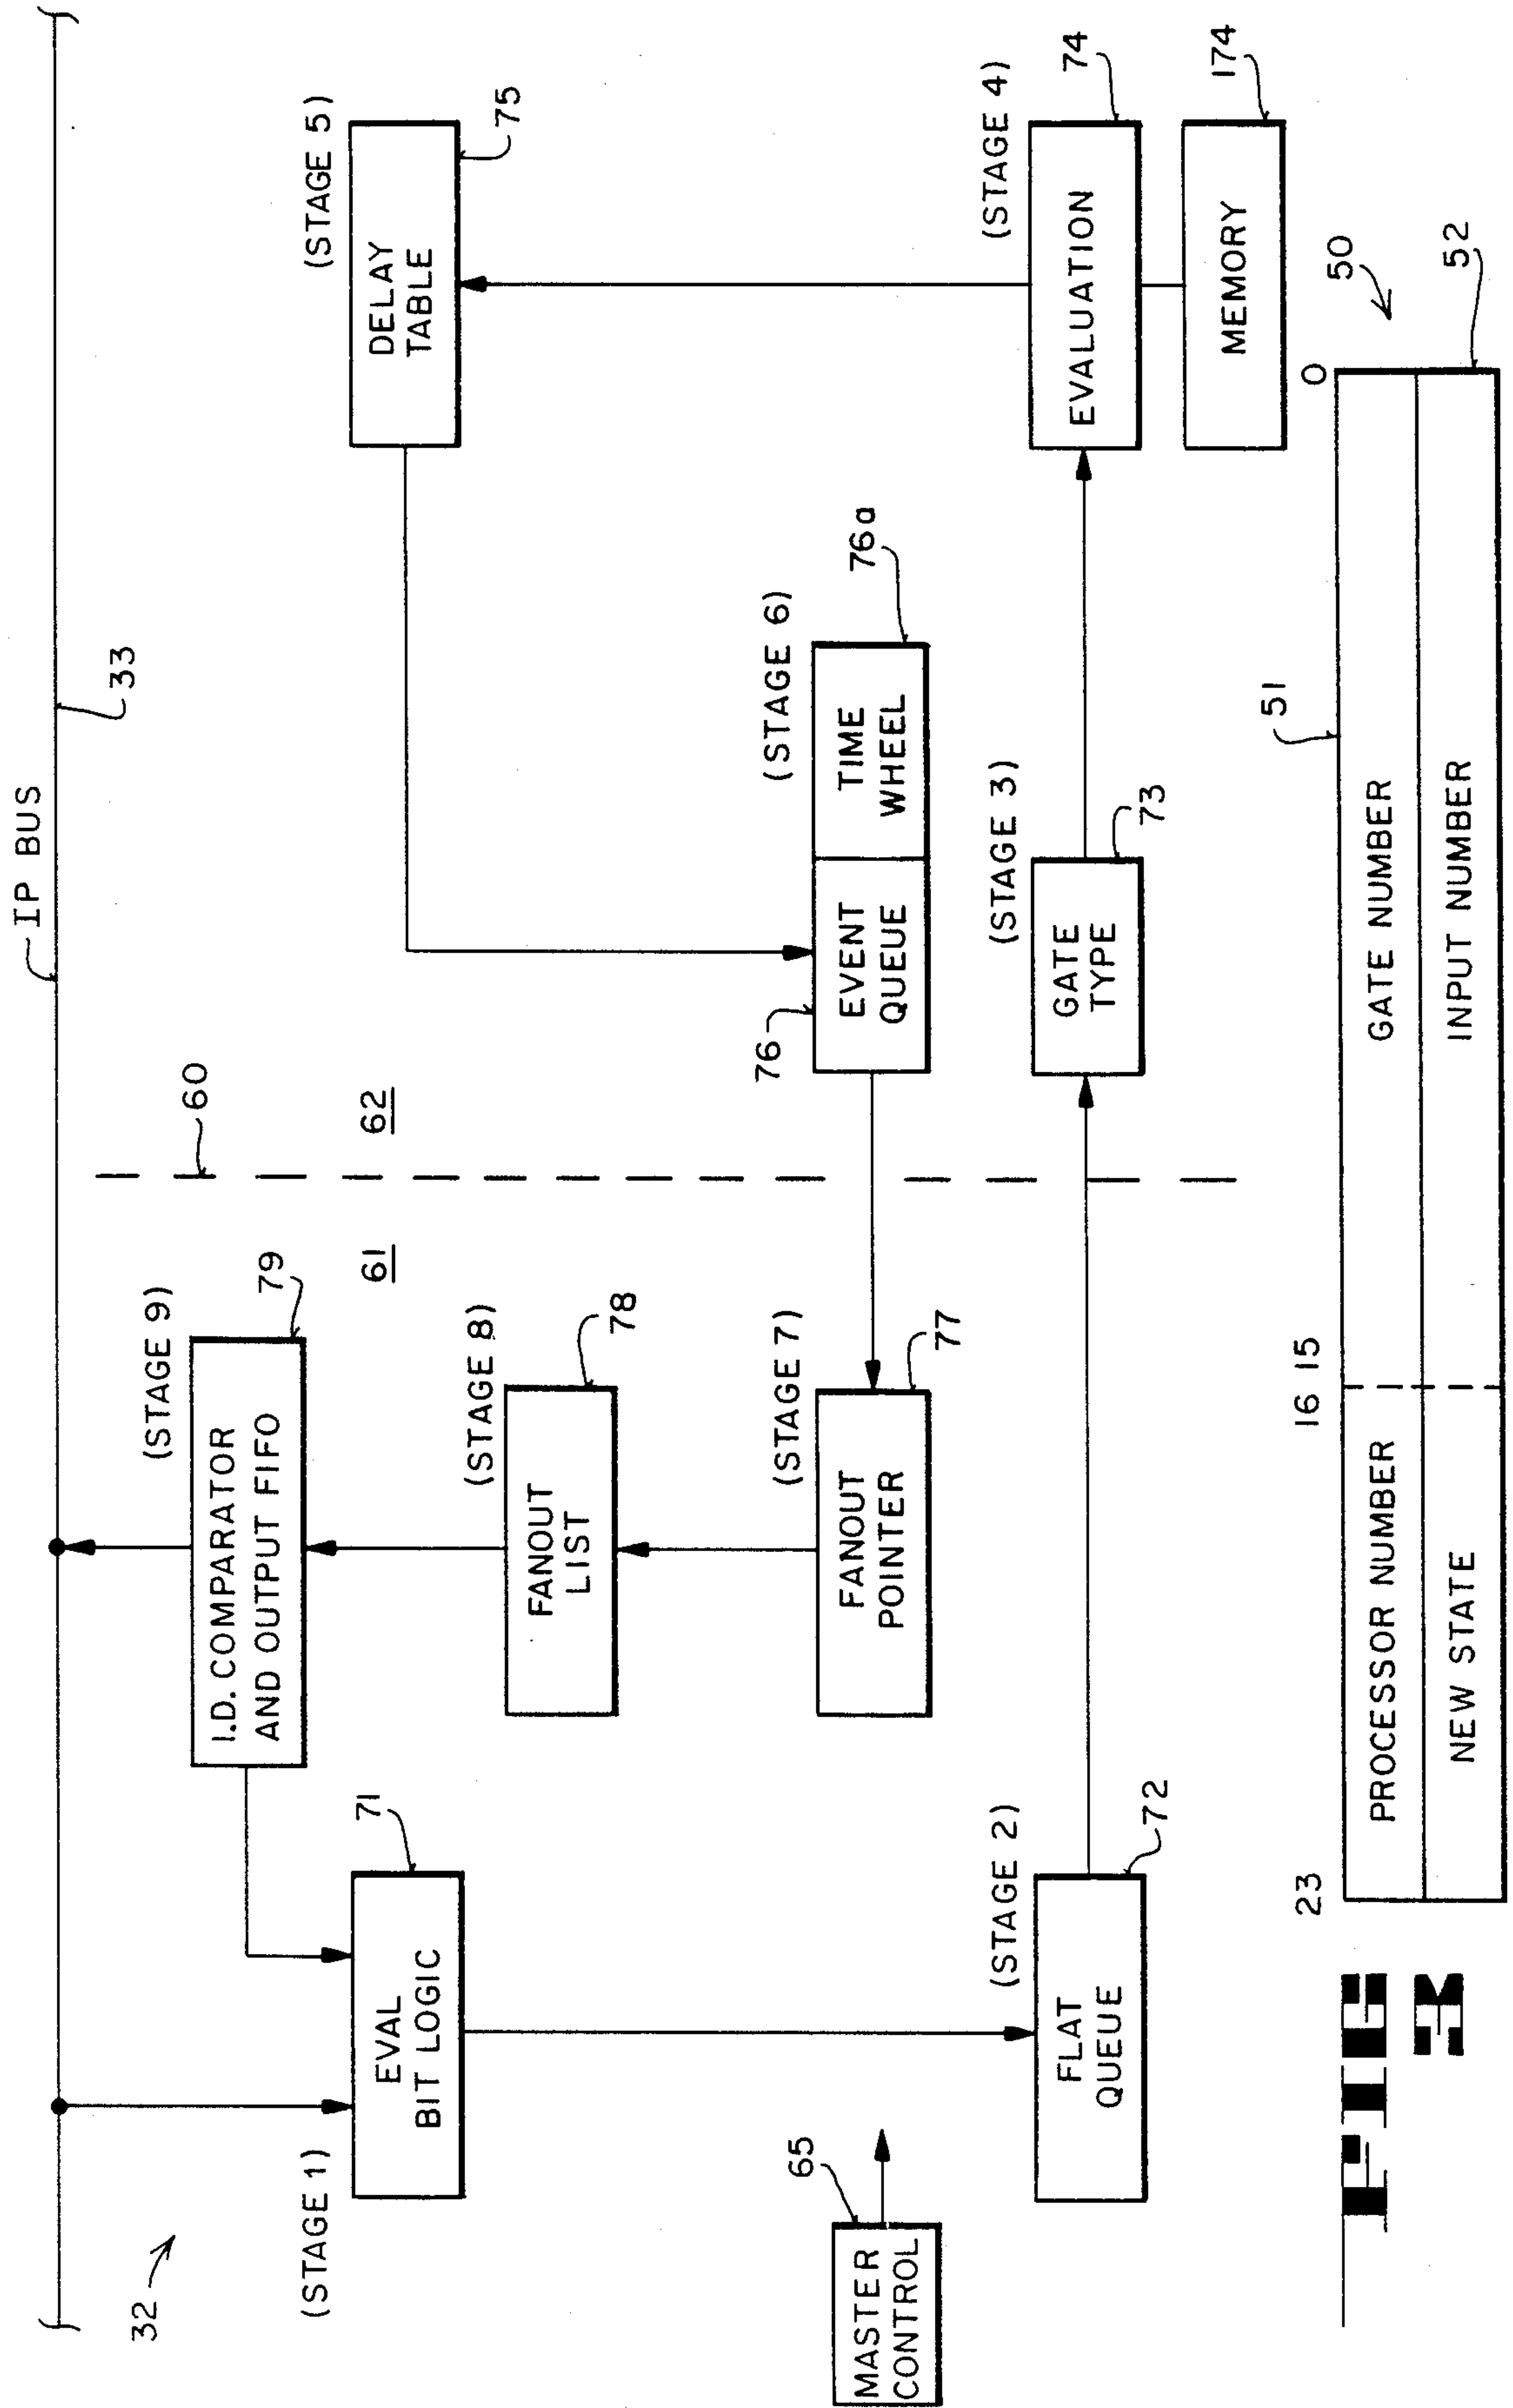 IP BUS
33
32
(STAGE 1)
EVAL
BIT LOGIC
71
(STAGE 9)
I.D. COMPARATOR
AND OUTPUT FIFO
79
60
61
62
(STAGE 5)
DELAY
TABLE
75
(STAGE 8)
FANOUT
LIST
78
(STAGE 7)
FANOUT
POINTER
77
(STAGE 6)
76
EVENT
QUEUE
TIME
WHEEL
76a
65
MASTER
CONTROL
(STAGE 2)
FLAT
QUEUE
72
(STAGE 3)
GATE
TYPE
73
(STAGE 4)
EVALUATION
74
MEMORY
174
50
51
23
16 15
0
PROCESSOR NUMBER
GATE NUMBER
NEW STATE
INPUT NUMBER
52
FIG
3